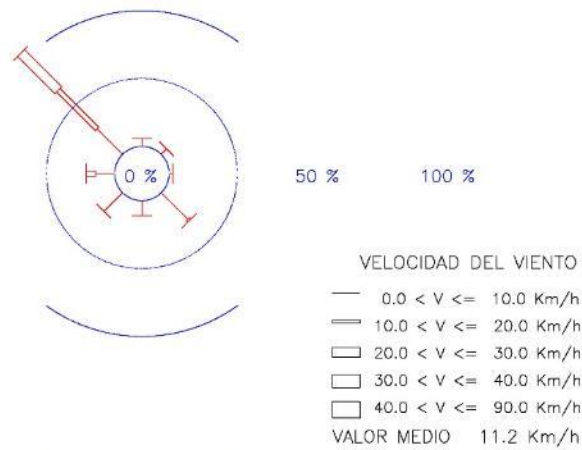 0 % 50 % 100 %
VELOCIDAD DEL VIENTO
0.0 < V <= 10.0 Km/h
10.0 < V <= 20.0 Km/h
20.0 < V <= 30.0 Km/h
30.0 < V <= 40.0 Km/h
40.0 < V <= 90.0 Km/h
VALOR MEDIO 11.2 Km/h